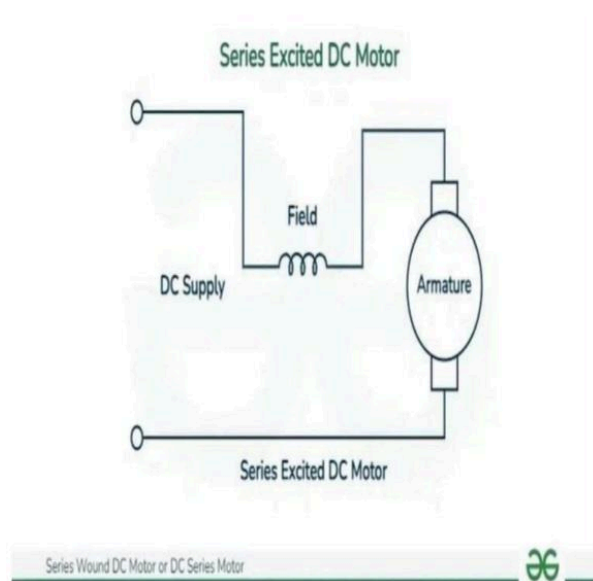 Series Excited DC Motor
Field
DC Supply
Armature
Series Excited DC Motor
Series Wound DC Motor or DC Series Motor